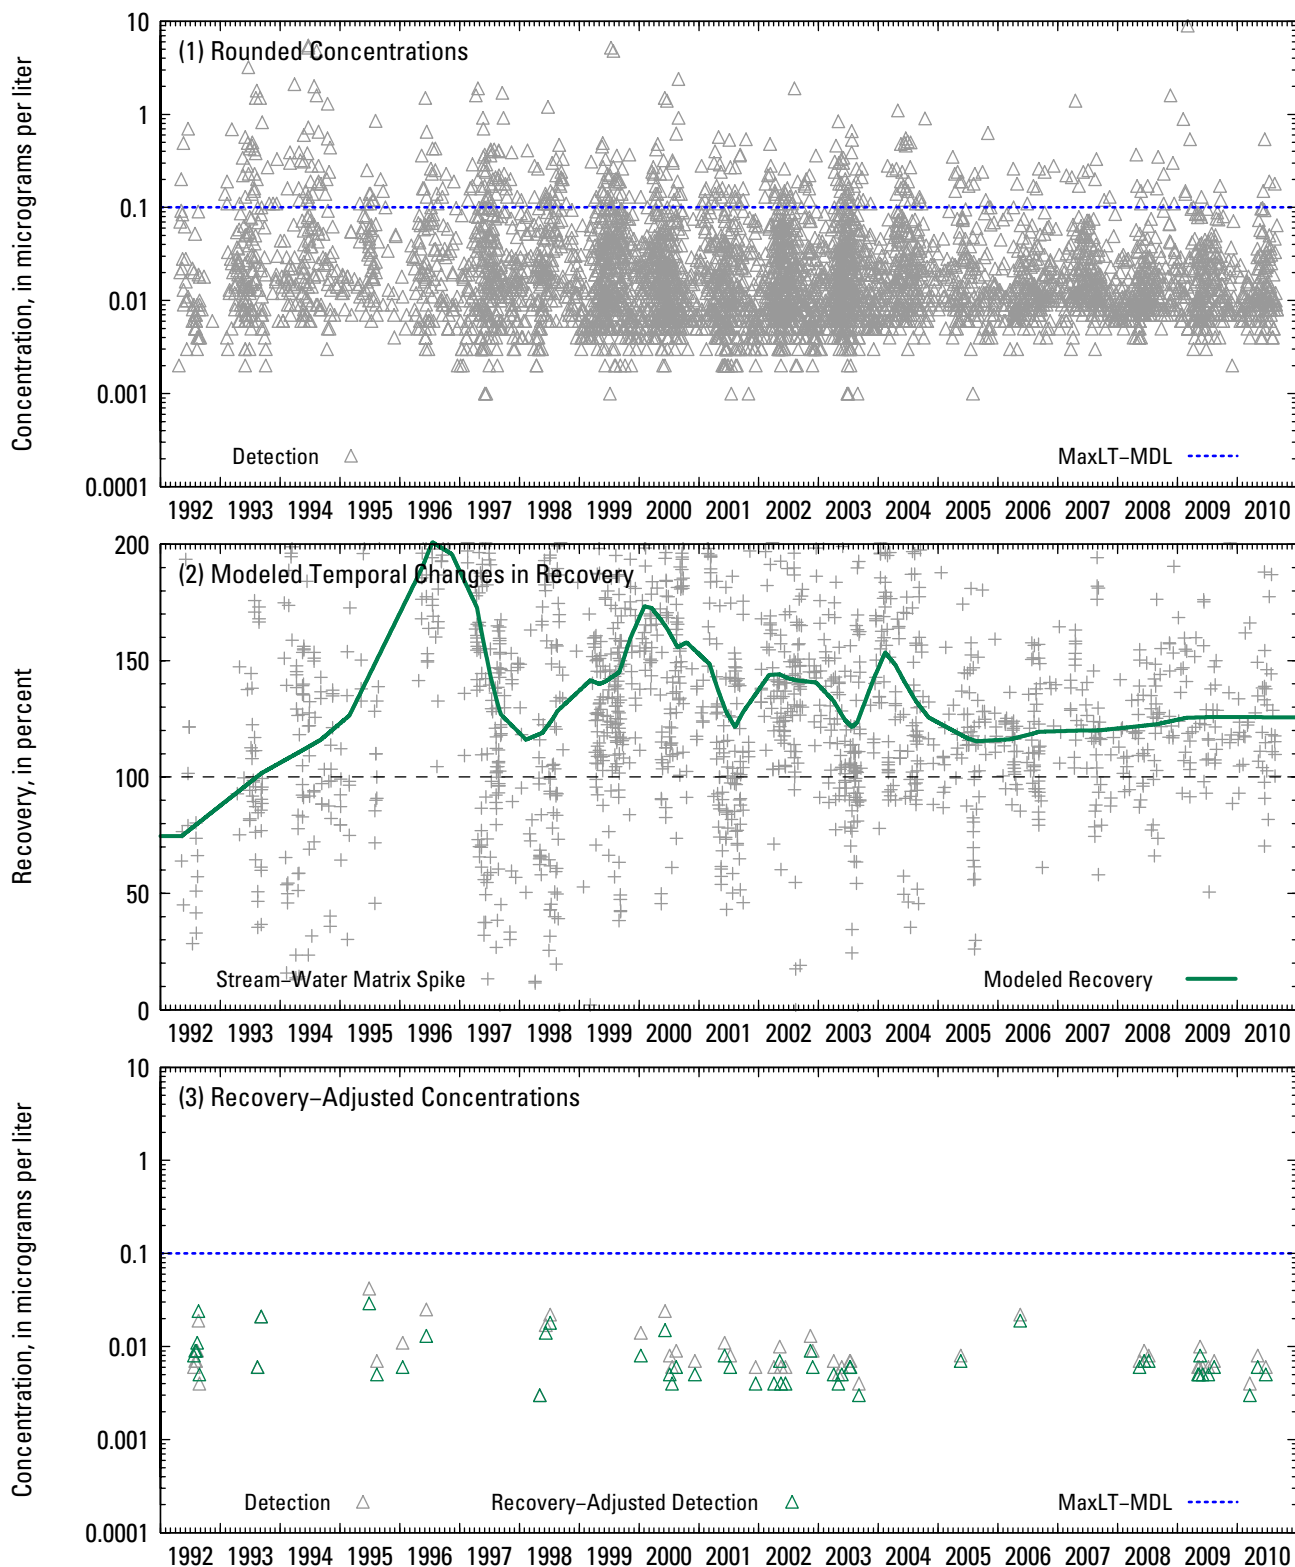 Concentration, in micrograms per liter
10
(1) Rounded Concentrations
1
0.1
0.01
0.001
Detection MaxLT–MDL
0.0001
1992 1993 1994 1995 1996 1997 1998 1999 2000 2001 2002 2003 2004 2005 2006 2007 2008 2009 2010
Recovery, in percent
200
(2) Modeled Temporal Changes in Recovery
150
100
50
Stream–Water Matrix Spike Modeled Recovery
0
1992 1993 1994 1995 1996 1997 1998 1999 2000 2001 2002 2003 2004 2005 2006 2007 2008 2009 2010
Concentration, in micrograms per liter
10
(3) Recovery–Adjusted Concentrations
1
0.1
0.01
0.001
Detection Recovery–Adjusted Detection MaxLT–MDL
0.0001
1992 1993 1994 1995 1996 1997 1998 1999 2000 2001 2002 2003 2004 2005 2006 2007 2008 2009 2010